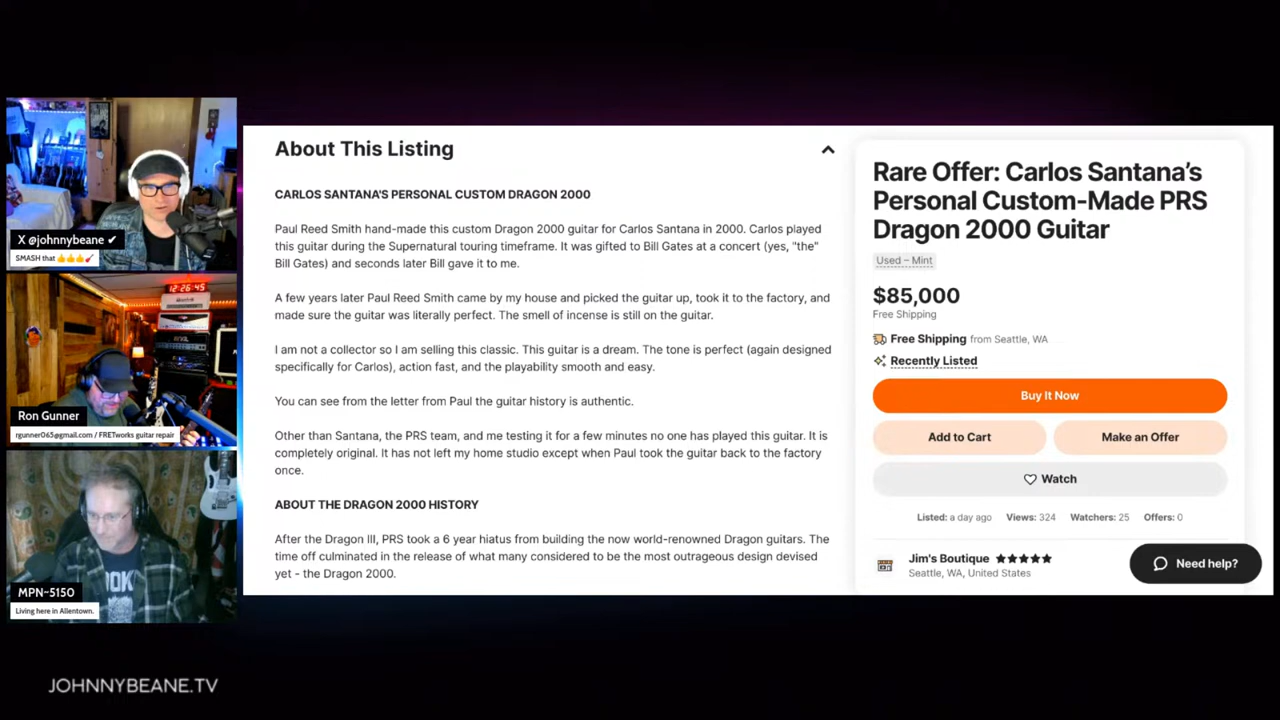 X @johnnybeane ✔
SMASH that 👍👍👍🎸
12:26:45
Ron Gunner
rgunner065@gmail.com / FRETworks guitar repair
MPN~5150
Living here in Allentown.
JOHNNYBEANE.TV
About This Listing
CARLOS SANTANA'S PERSONAL CUSTOM DRAGON 2000
Paul Reed Smith hand-made this custom Dragon 2000 guitar for Carlos Santana in 2000. Carlos played
this guitar during the Supernatural touring timeframe. It was gifted to Bill Gates at a concert (yes, "the"
Bill Gates) and seconds later Bill gave it to me.
A few years later Paul Reed Smith came by my house and picked the guitar up, took it to the factory, and
made sure the guitar was literally perfect. The smell of incense is still on the guitar.
I am not a collector so I am selling this classic. This guitar is a dream. The tone is perfect (again designed
specifically for Carlos), action fast, and the playability smooth and easy.
You can see from the letter from Paul the guitar history is authentic.
Other than Santana, the PRS team, and me testing it for a few minutes no one has played this guitar. It is
completely original. It has not left my home studio except when Paul took the guitar back to the factory
once.
ABOUT THE DRAGON 2000 HISTORY
After the Dragon III, PRS took a 6 year hiatus from building the now world-renowned Dragon guitars. The
time off culminated in the release of what many considered to be the most outrageous design devised
yet - the Dragon 2000.
Rare Offer: Carlos Santana's
Personal Custom-Made PRS
Dragon 2000 Guitar
Used – Mint
$85,000
Free Shipping
Free Shipping from Seattle, WA
Recently Listed
Buy It Now
Add to Cart
Make an Offer
Watch
Listed: a day ago Views: 324 Watchers: 25 Offers: 0
Jim's Boutique ★★★★★
Seattle, WA, United States
Need help?